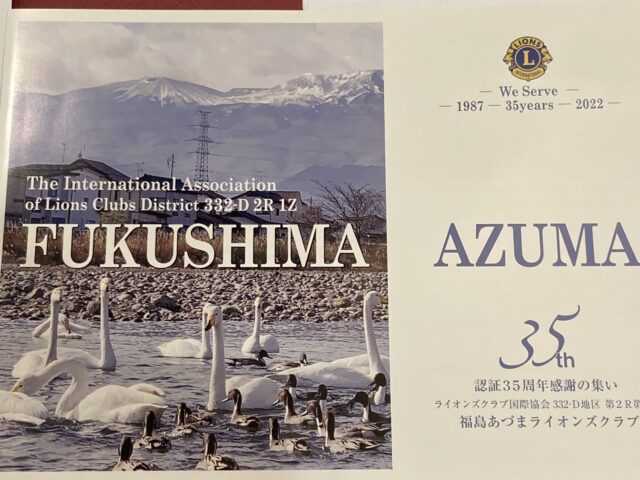 The International Association
of Lions Clubs District 332-D 2R 1Z
FUKUSHIMA
LIONS
L
INTERNATIONAL
— We Serve —
— 1987 — 35years — 2022 —
AZUMA
35th
認証35周年感謝の集い
ライオンズクラブ国際協会 332-D地区 第2R第
福島あづまライオンズクラブ